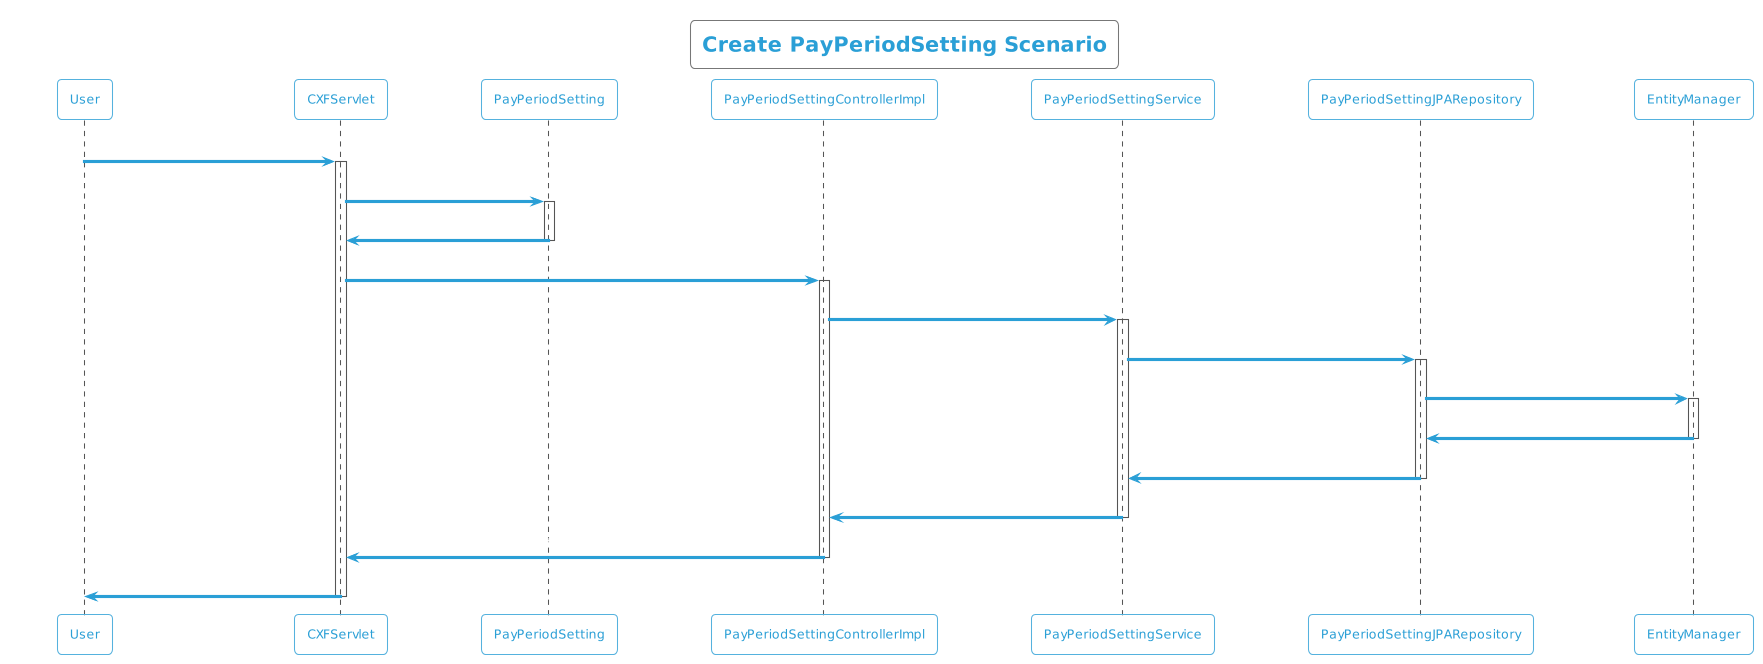 Create PayPeriodSetting Scenario
User
CXFServlet
PayPeriodSetting
PayPeriodSettingControllerImpl
PayPeriodSettingService
PayPeriodSettingJPARepository
EntityManager
User
CXFServlet
PayPeriodSetting
PayPeriodSettingControllerImpl
PayPeriodSettingService
PayPeriodSettingJPARepository
EntityManager